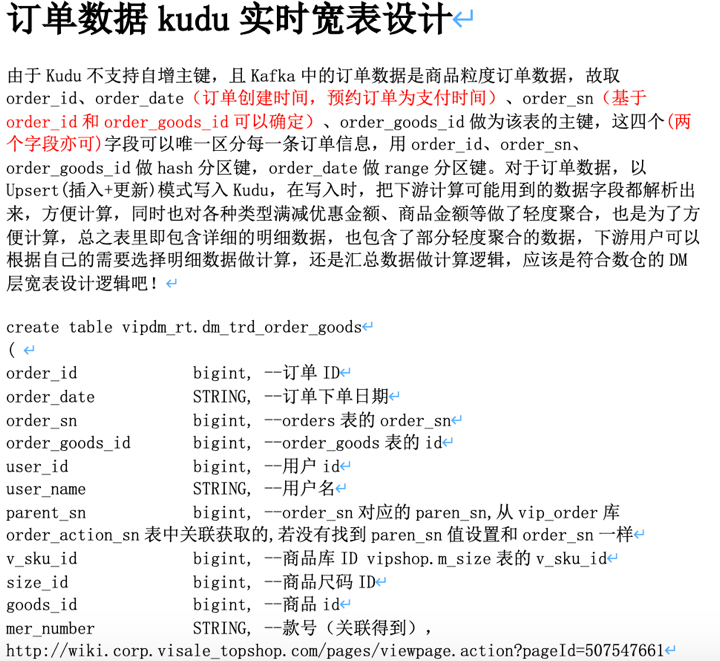 订单数据 kudu 实时宽表设计
由于 Kudu 不支持自增主键，且 Kafka 中的订单数据是商品粒度订单数据，故取
order_id、order_date（订单创建时间，预约订单为支付时间）、order_sn（基于
order_id 和 order_goods_id 可以确定）、order_goods_id 做为该表的主键，这四个(两
个字段亦可)字段可以唯一区分每一条订单信息，用 order_id、order_sn、
order_goods_id 做 hash 分区键，order_date 做 range 分区键。对于订单数据，以
Upsert(插入+更新)模式写入 Kudu，在写入时，把下游计算可能用到的数据字段都解析出
来，方便计算，同时也对各种类型满减优惠金额、商品金额等做了轻度聚合，也是为了方
便计算，总之表里即包含详细的明细数据，也包含了部分轻度聚合的数据，下游用户可以
根据自己的需要选择明细数据做计算，还是汇总数据做计算逻辑，应该是符合数仓的 DM
层宽表设计逻辑吧！
create table vipdm_rt.dm_trd_order_goods
(
order_id bigint, --订单 ID
order_date STRING, --订单下单日期
order_sn bigint, --orders 表的 order_sn
order_goods_id bigint, --order_goods 表的 id
user_id bigint, --用户 id
user_name STRING, --用户名
parent_sn bigint, --order_sn 对应的 paren_sn,从 vip_order 库
order_action_sn 表中关联获取的,若没有找到 paren_sn 值设置和 order_sn 一样
v_sku_id bigint, --商品库 ID vipshop.m_size 表的 v_sku_id
size_id bigint, --商品尺码 ID
goods_id bigint, --商品 id
mer_number STRING, --款号（关联得到），
http://wiki.corp.visale_topshop.com/pages/viewpage.action?pageId=507547661